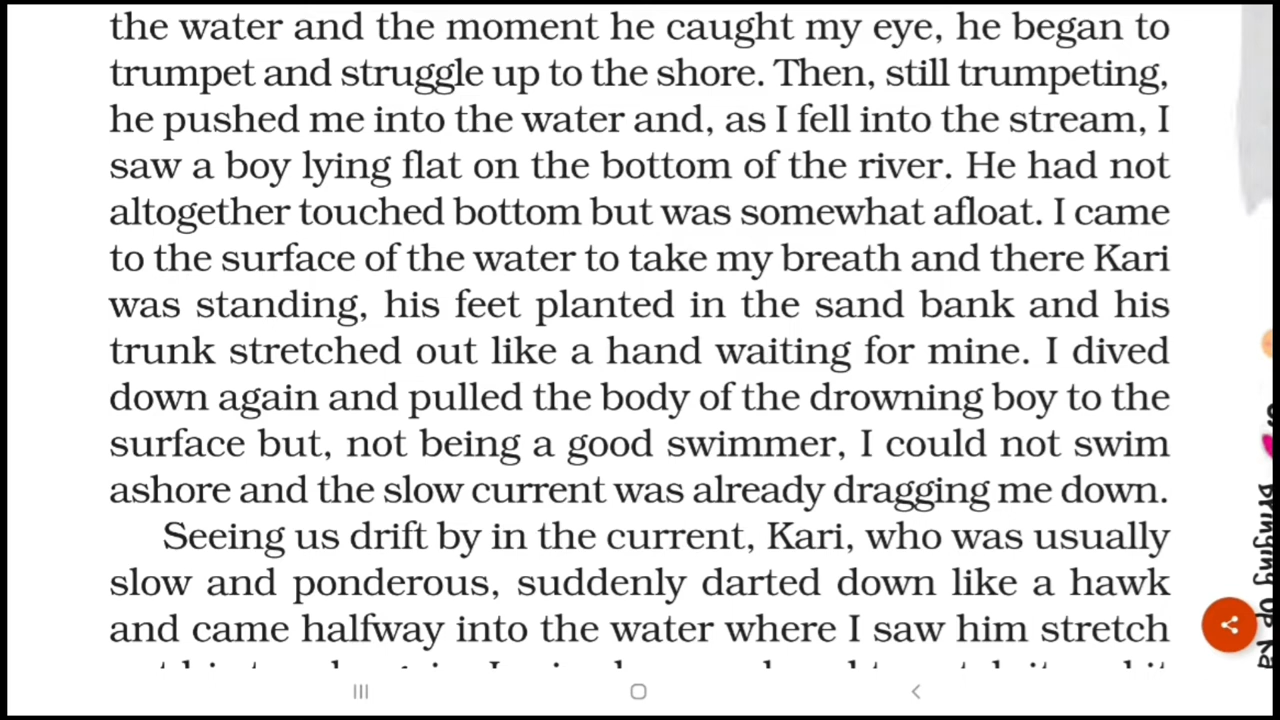 the water and the moment he caught my eye, he began to
trumpet and struggle up to the shore. Then, still trumpeting,
he pushed me into the water and, as I fell into the stream, I
saw a boy lying flat on the bottom of the river. He had not
altogether touched bottom but was somewhat afloat. I came
to the surface of the water to take my breath and there Kari
was standing, his feet planted in the sand bank and his
trunk stretched out like a hand waiting for mine. I dived
down again and pulled the body of the drowning boy to the
surface but, not being a good swimmer, I could not swim
ashore and the slow current was already dragging me down.
Seeing us drift by in the current, Kari, who was usually
slow and ponderous, suddenly darted down like a hawk
and came halfway into the water where I saw him stretch